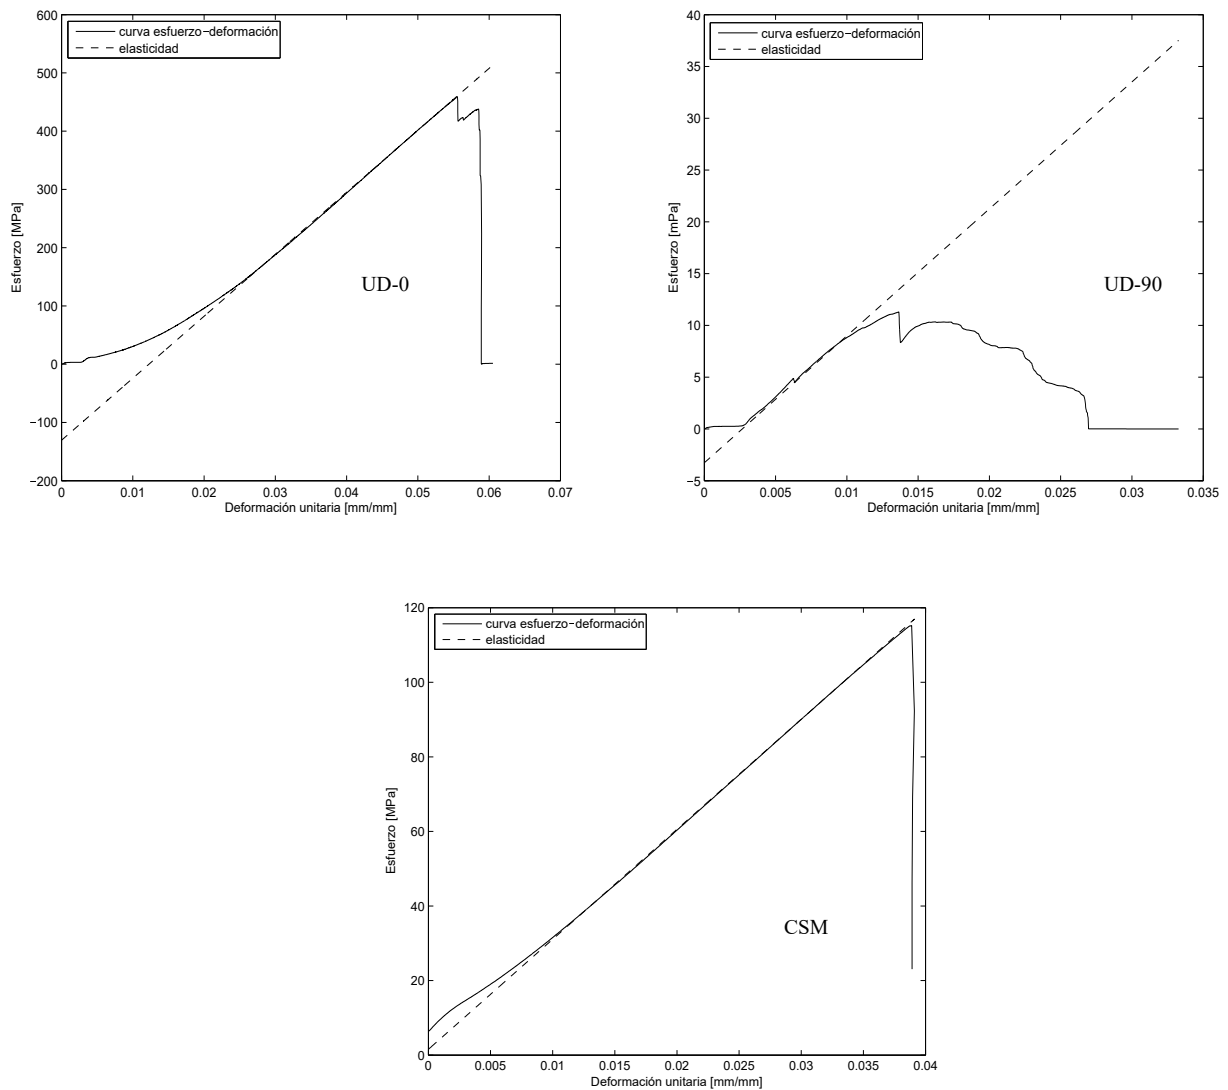 600
500
400
300
200
100
0
−100
−200
0 0.01 0.02 0.03 0.04 0.05 0.06 0.07
Esfuerzo [MPa]
Deformación unitaria [mm/mm]
curva esfuerzo−deformación
elasticidad
UD-0
40
35
30
25
20
15
10
5
0
−5
0 0.005 0.01 0.015 0.02 0.025 0.03 0.035
Esfuerzo [mPa]
Deformación unitaria [mm/mm]
curva esfuerzo−deformación
elasticidad
UD-90
120
100
80
60
40
20
0
0 0.005 0.01 0.015 0.02 0.025 0.03 0.035 0.04
Esfuerzo [MPa]
Deformación unitaria [mm/mm]
curva esfuerzo−deformación
elasticidad
CSM